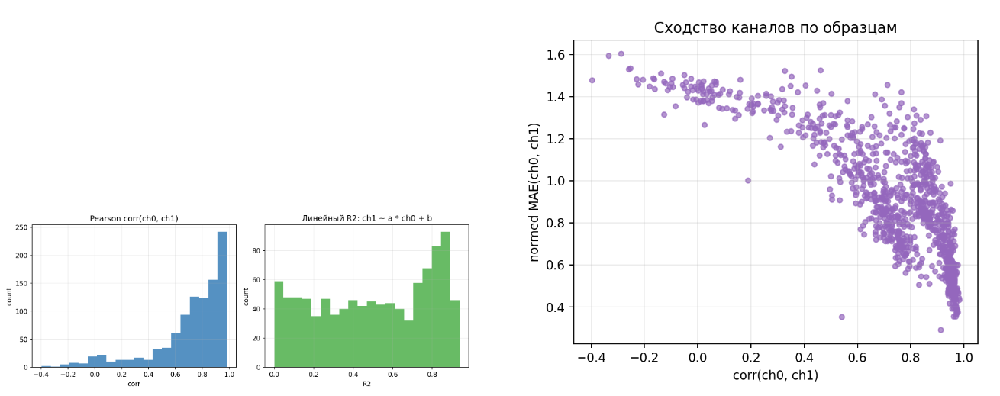 Pearson corr(ch0, ch1)
250
200
150
100
50
0
count
−0.4 −0.2 0.0 0.2 0.4 0.6 0.8 1.0
corr
Линейный R2: ch1 ~ a * ch0 + b
80
60
40
20
0
count
0.0 0.2 0.4 0.6 0.8
R2
Сходство каналов по образцам
1.6
1.4
1.2
1.0
0.8
0.6
0.4
normed MAE(ch0, ch1)
−0.4 −0.2 0.0 0.2 0.4 0.6 0.8 1.0
corr(ch0, ch1)